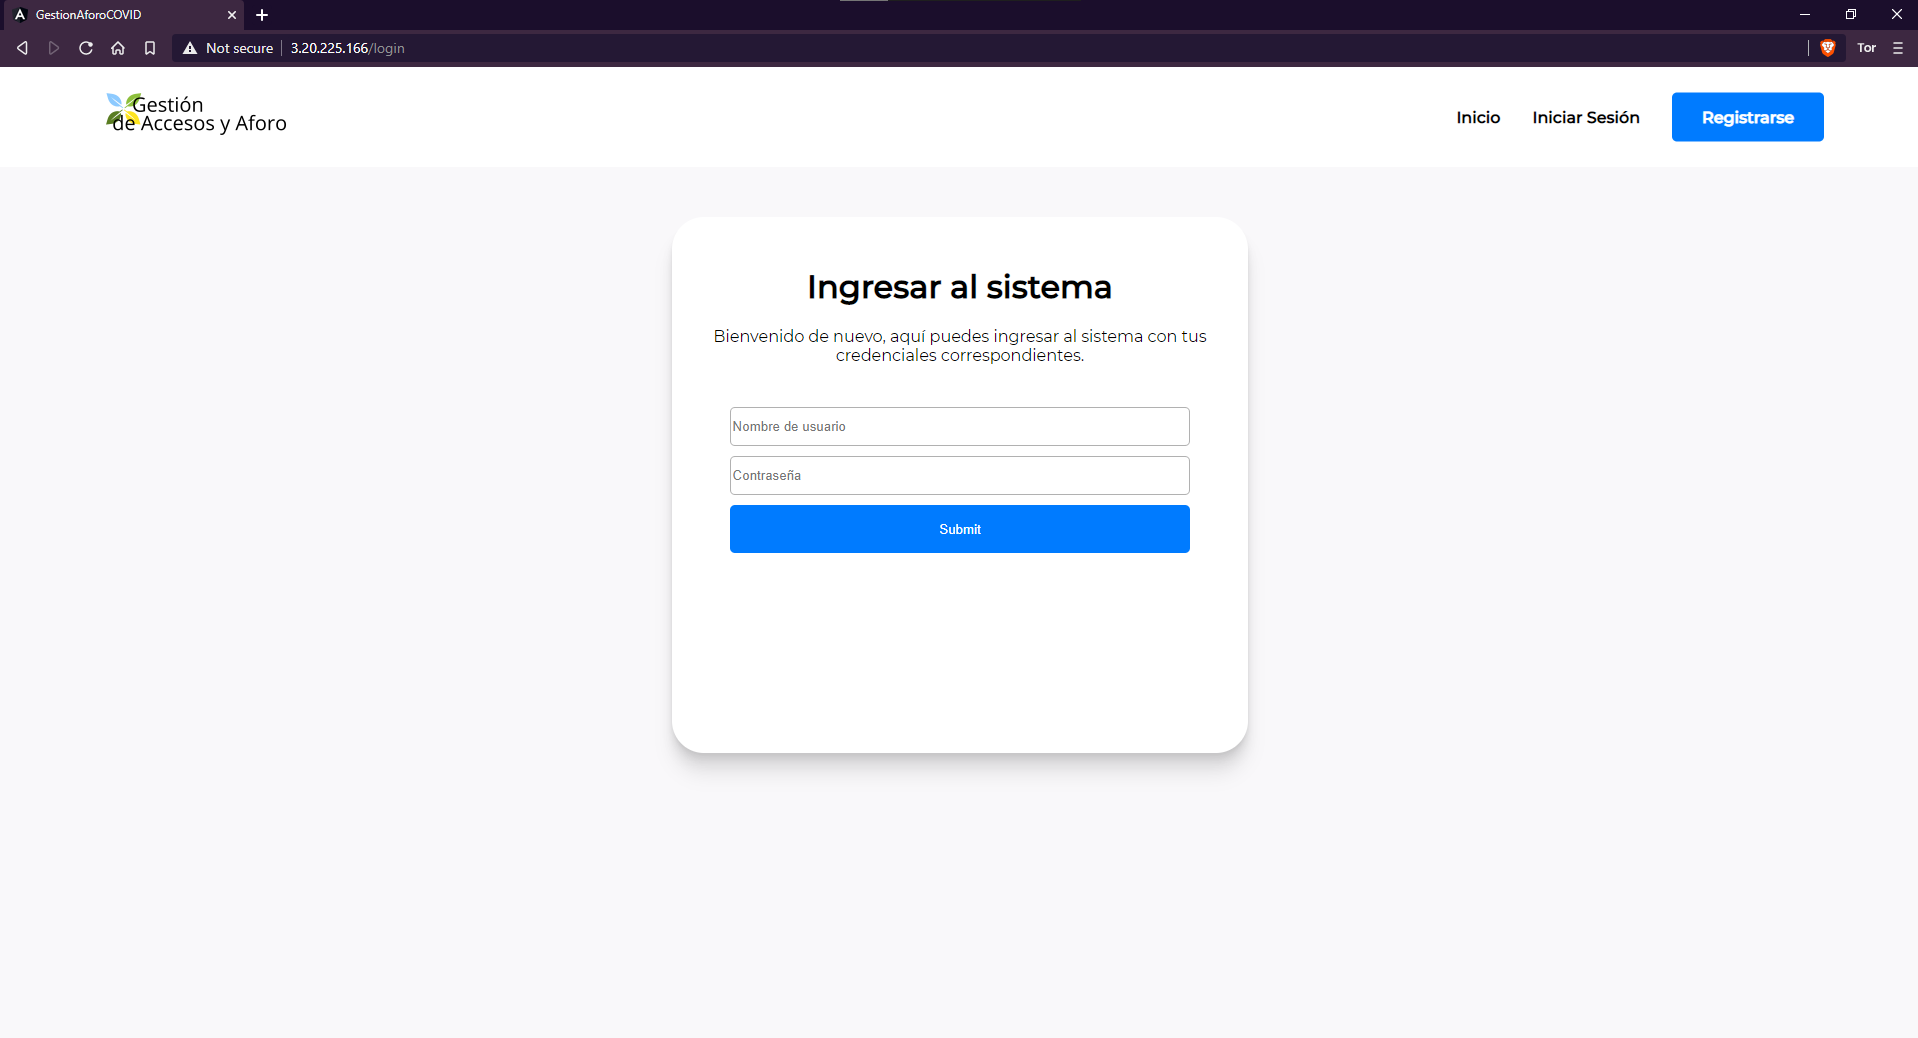 GestionAforoCOVID
Not secure
3.20.225.166/login
Tor
Gestión
de Accesos y Aforo
Inicio
Iniciar Sesión
Registrarse
Ingresar al sistema
Bienvenido de nuevo, aquí puedes ingresar al sistema con tus
credenciales correspondientes.
Nombre de usuario
Contraseña
Submit